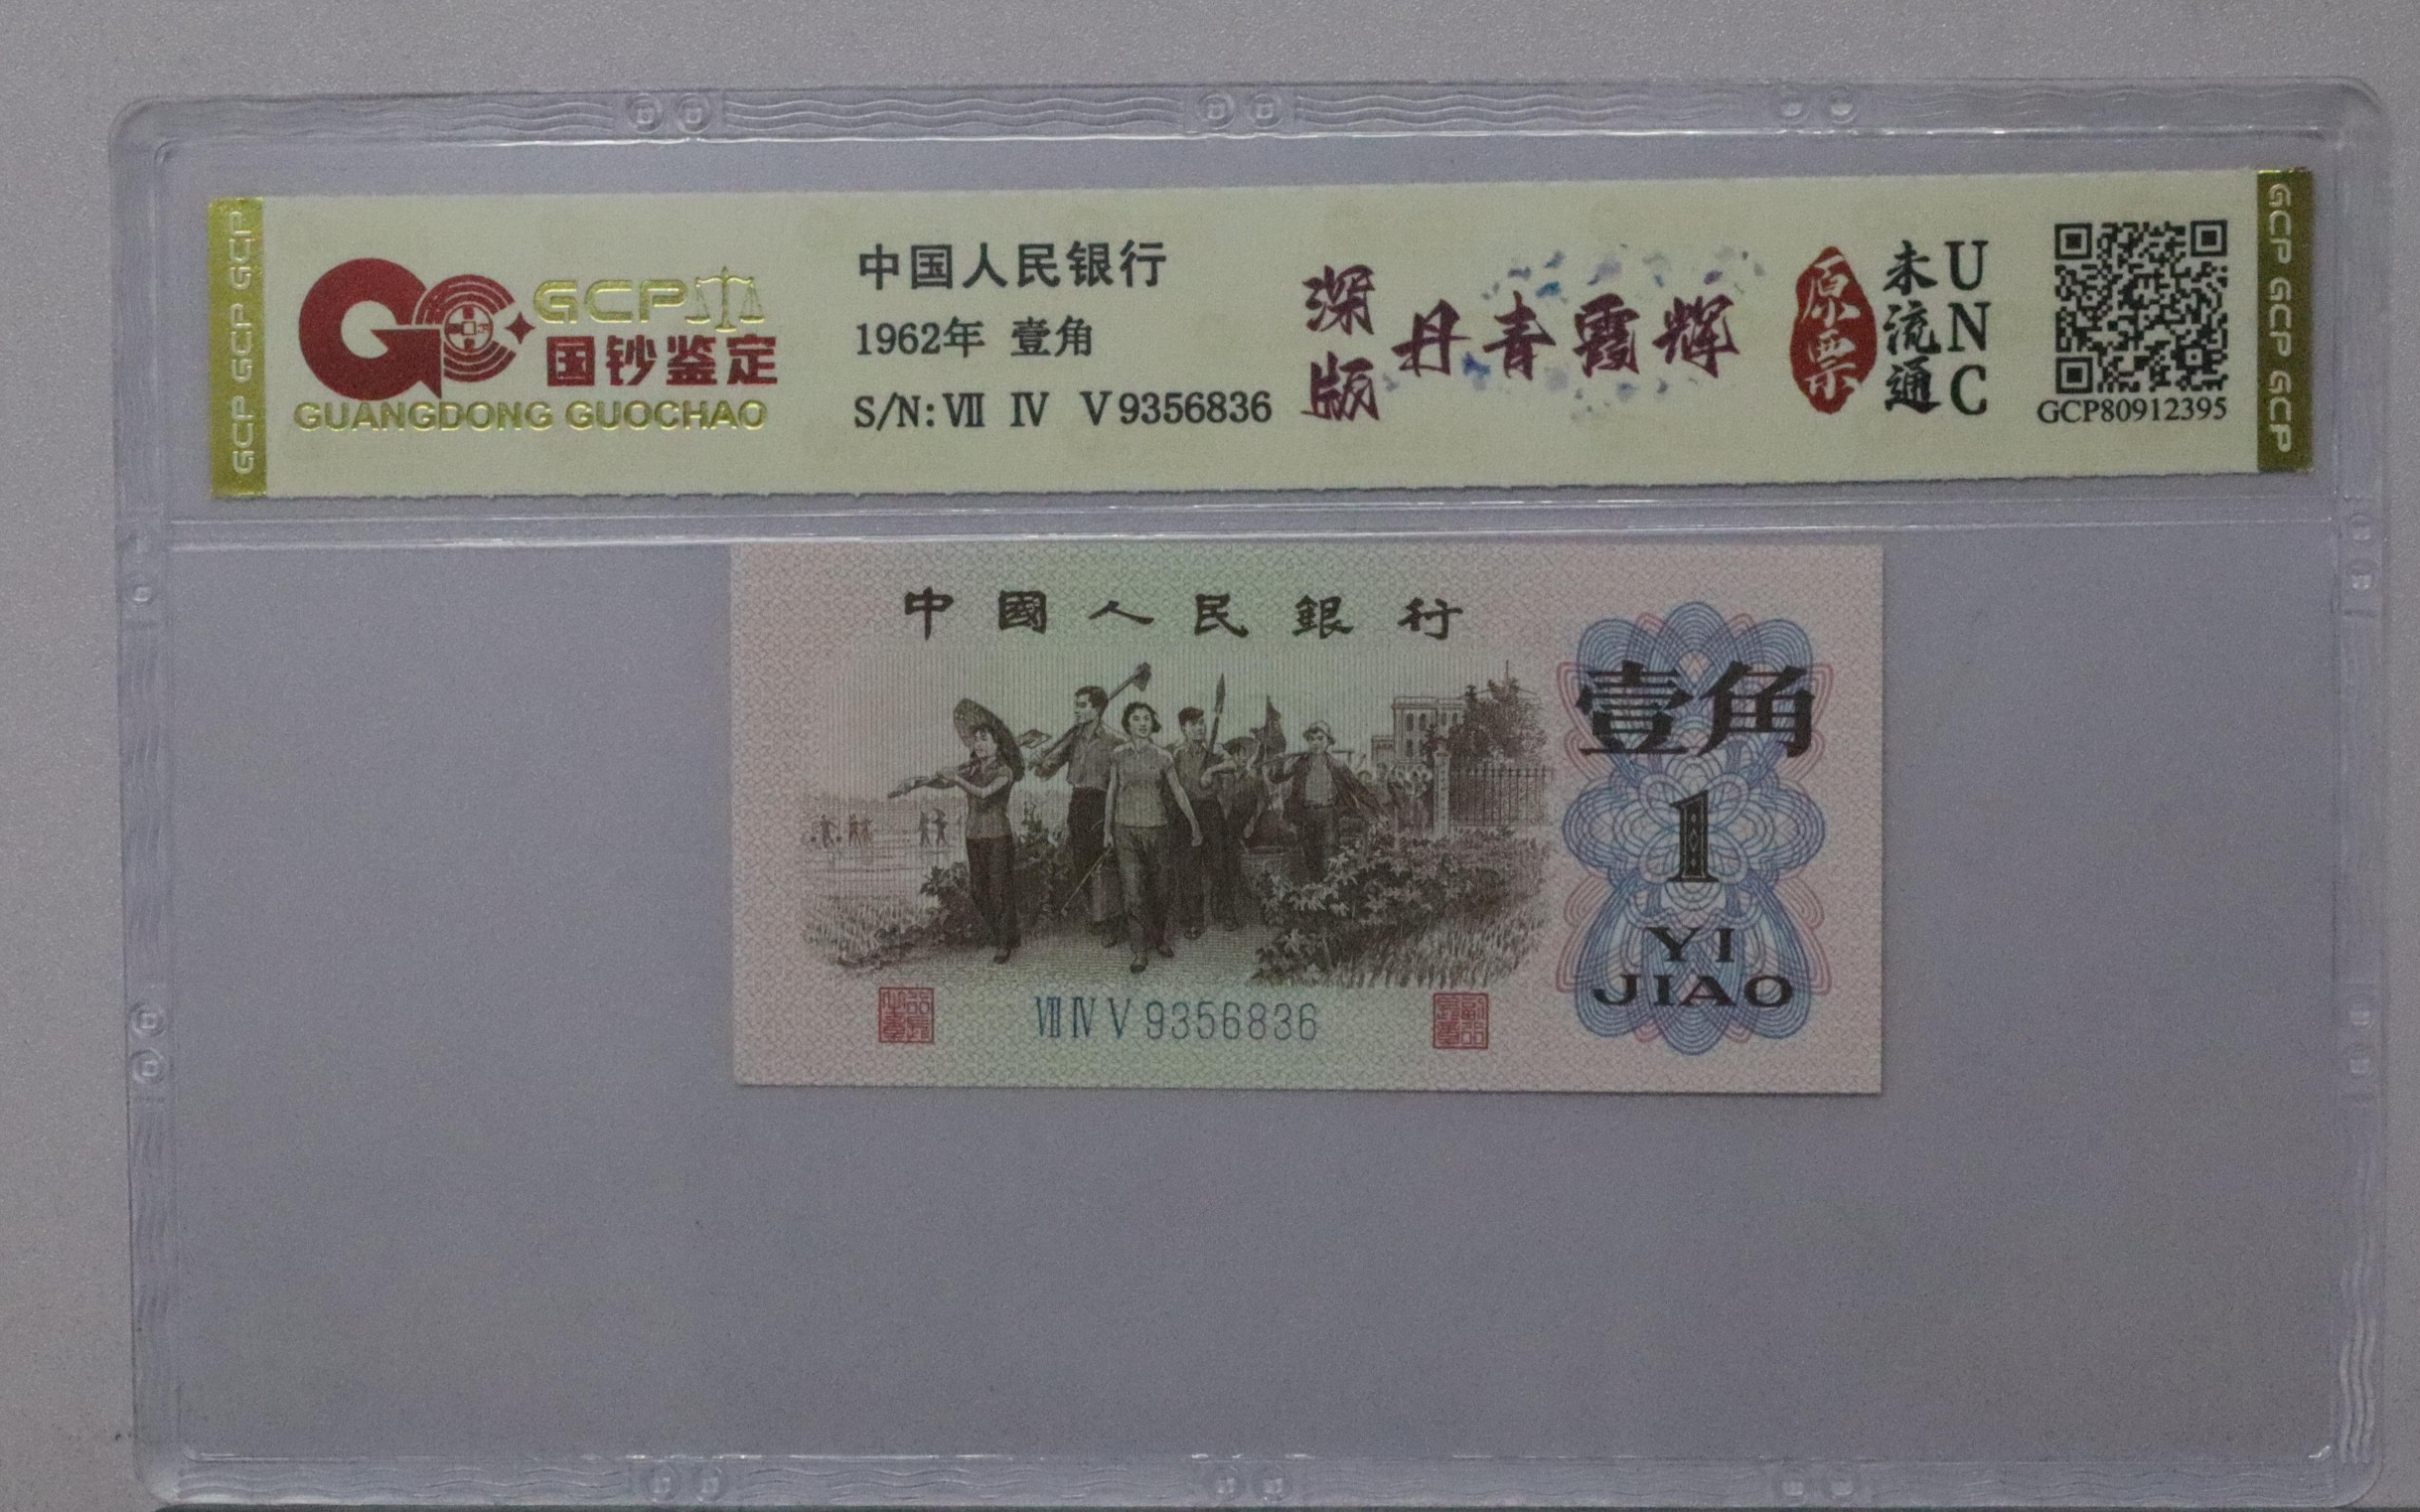 GCP GCP GCP
GCP
国钞鉴定
GUANGDONG GUOCHAO
中国人民银行
1962年 壹角
S/N: Ⅶ Ⅳ Ⅴ 9356836
深版
丹青霞辉
原票
未流通
UNC
GCP80912395
GCP GCP GCP
中國人民銀行
壹角
1
YI
JIAO
Ⅷ Ⅳ Ⅴ 9356836